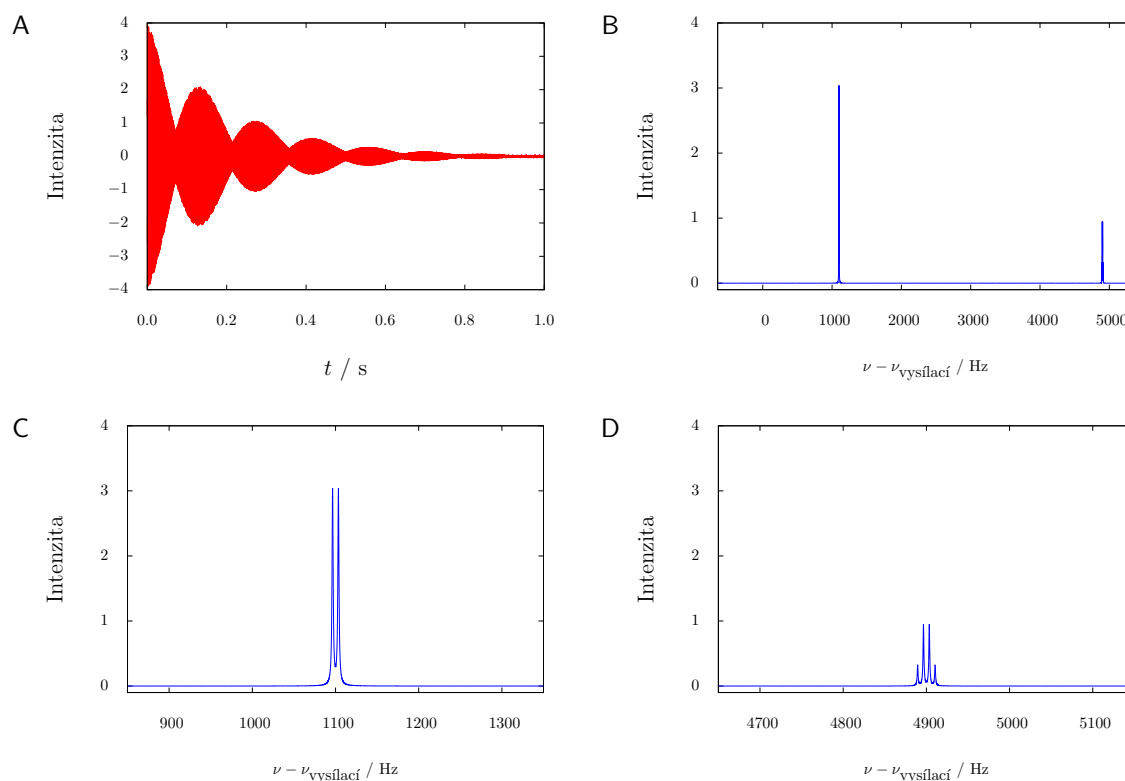 A
Intenzita
4
3
2
1
0
−1
−2
−3
−4
0.0 0.2 0.4 0.6 0.8 1.0
t / s
B
Intenzita
4
3
2
1
0
0 1000 2000 3000 4000 5000
ν − νvysílací / Hz
C
Intenzita
4
3
2
1
0
900 1000 1100 1200 1300
ν − νvysílací / Hz
D
Intenzita
4
3
2
1
0
4700 4800 4900 5000 5100
ν − νvysílací / Hz